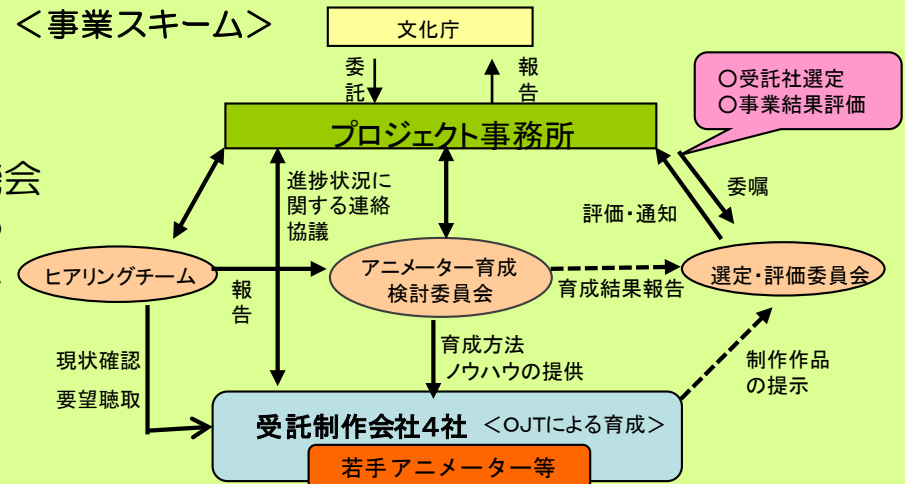 ＜事業スキーム＞
文化庁
委託
報告
○受託社選定
○事業結果評価
プロジェクト事務所
進捗状況に
関する連絡
協議
委嘱
評価・通知
会
ヒアリングチーム
アニメーター育成
検討委員会
選定・評価委員会
報告
育成結果報告
現状確認
要望聴取
育成方法
ノウハウの提供
制作作品
の提示
受託制作会社4社 ＜OJTによる育成＞
若手アニメーター等